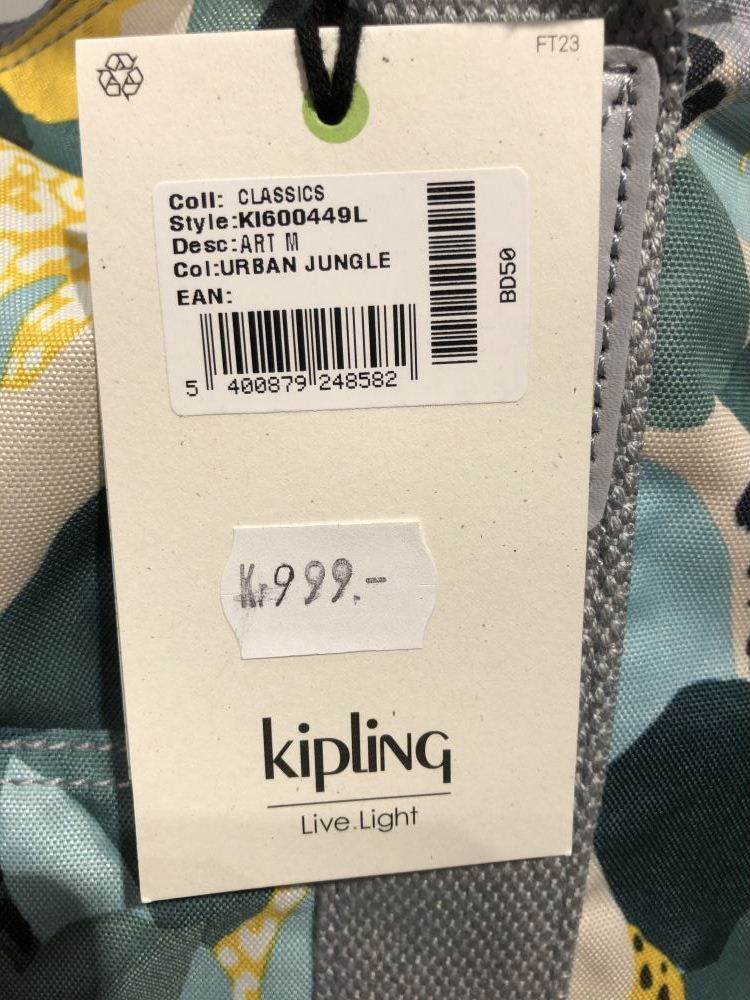 FT23
Coll: CLASSICS
Style:KI600449L
Desc:ART M
Col:URBAN JUNGLE
EAN:
5 400879 248582
BD50
Kr999.-
kipling
Live.Light